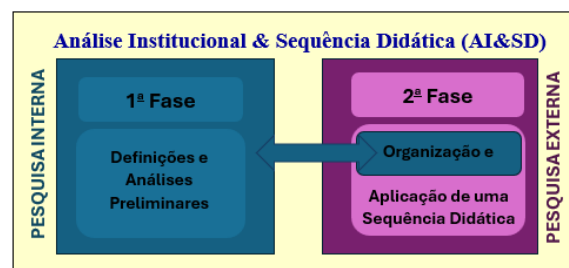 Análise Institucional & Sequência Didática (AI&SD)
PESQUISA INTERNA
1ª Fase
Definições e
Análises
Preliminares
2ª Fase
Organização e
Aplicação de uma
Sequência Didática
PESQUISA EXTERNA